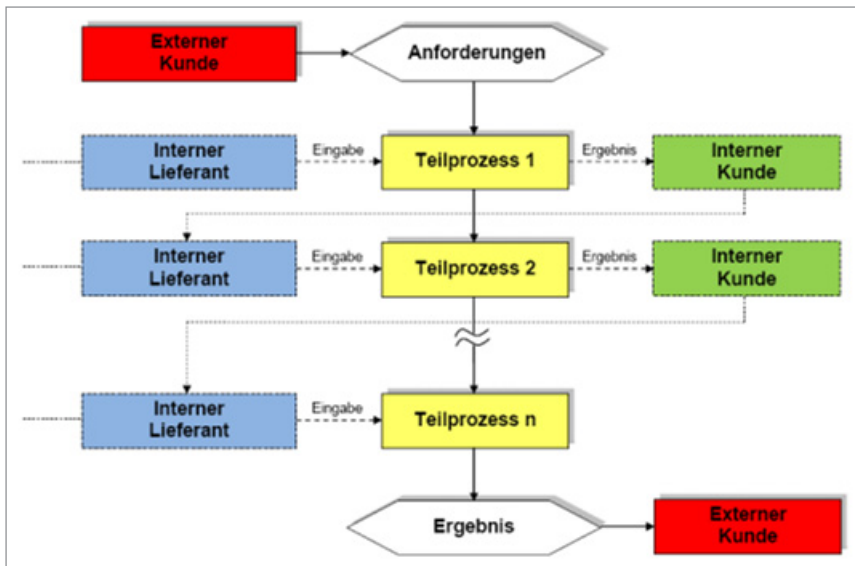 Externer
Kunde
Anforderungen
Interner
Lieferant
Eingabe
Teilprozess 1
Ergebnis
Interner
Kunde
Interner
Lieferant
Eingabe
Teilprozess 2
Ergebnis
Interner
Kunde
Interner
Lieferant
Eingabe
Teilprozess n
Ergebnis
Externer
Kunde